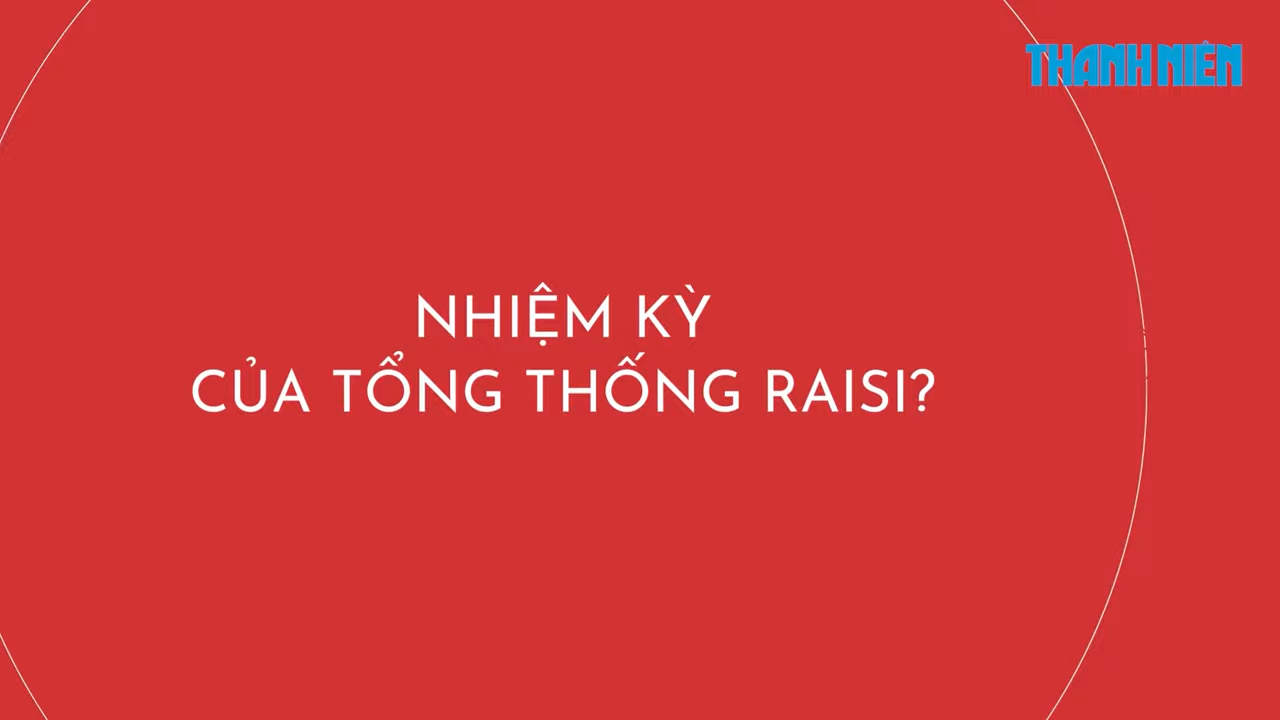 THANH NIÊN
NHIỆM KỲ
CỦA TỔNG THỐNG RAISI?